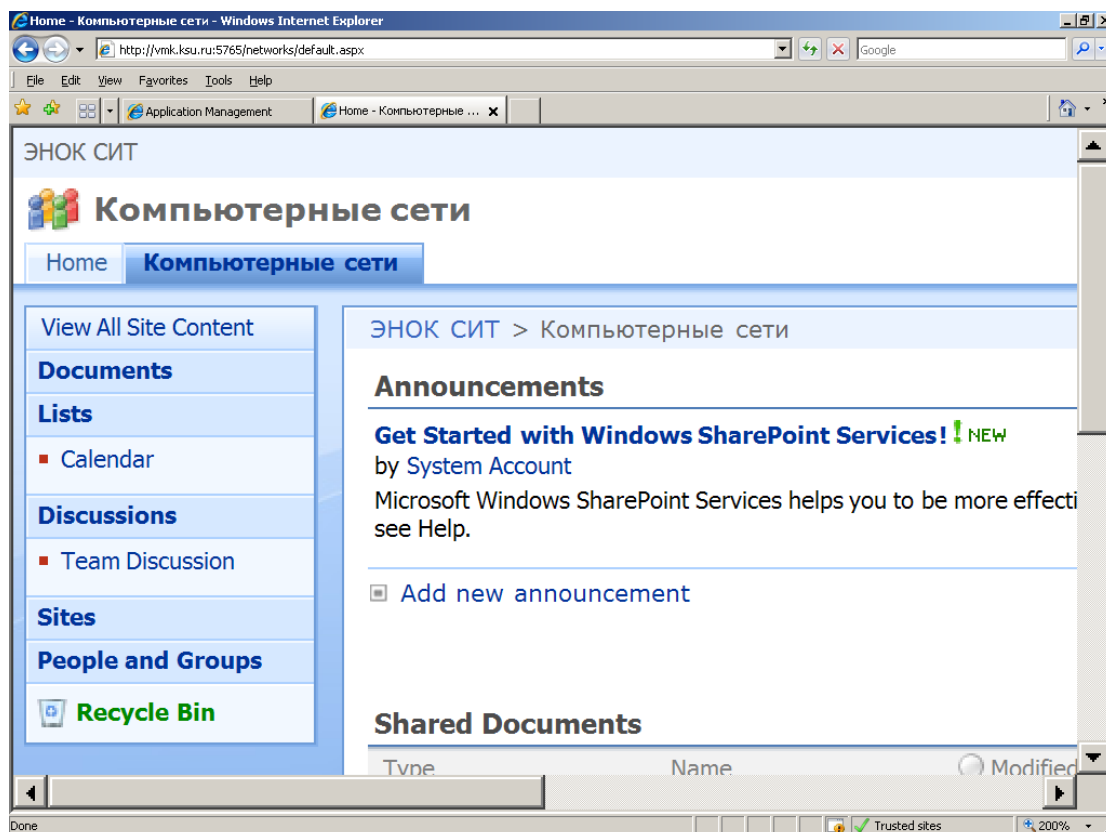 Home - Компьютерные сети - Windows Internet Explorer
http://vmk.ksu.ru:5765/networks/default.aspx
Google
File Edit View Favorites Tools Help
Application Management
Home - Компьютерные ...
ЭНОК СИТ
Компьютерные сети
Home Компьютерные сети
View All Site Content
Documents
Lists
Calendar
Discussions
Team Discussion
Sites
People and Groups
Recycle Bin
ЭНОК СИТ > Компьютерные сети
Announcements
Get Started with Windows SharePoint Services! NEW
by System Account
Microsoft Windows SharePoint Services helps you to be more effecti
see Help.
Add new announcement
Shared Documents
Type Name Modified
Done Trusted sites 200%